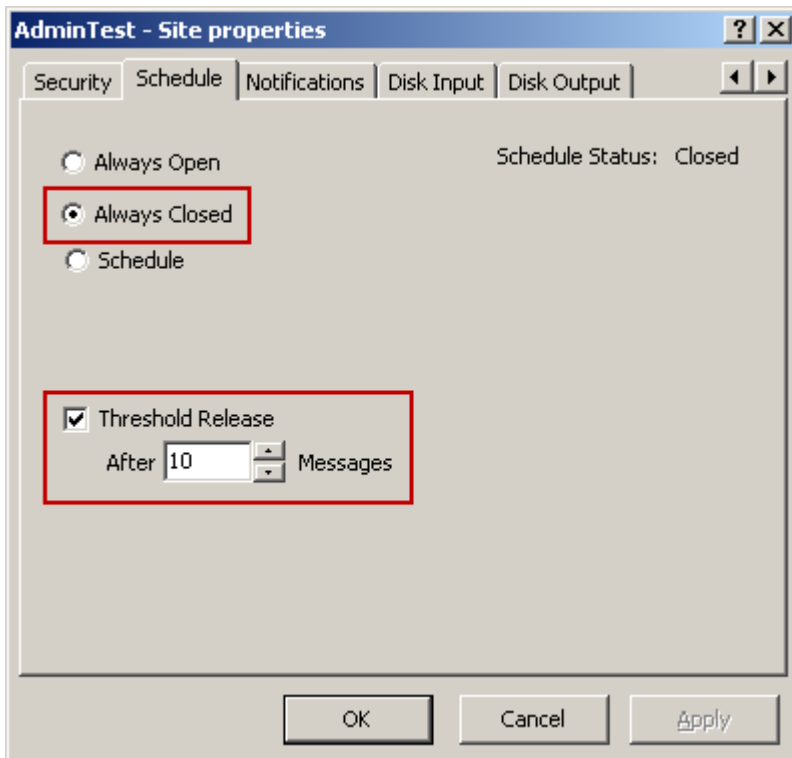 AdminTest - Site properties
Security Schedule Notifications Disk Input Disk Output
Always Open Schedule Status: Closed
Always Closed
Schedule
Threshold Release
After 10 Messages
OK Cancel Apply